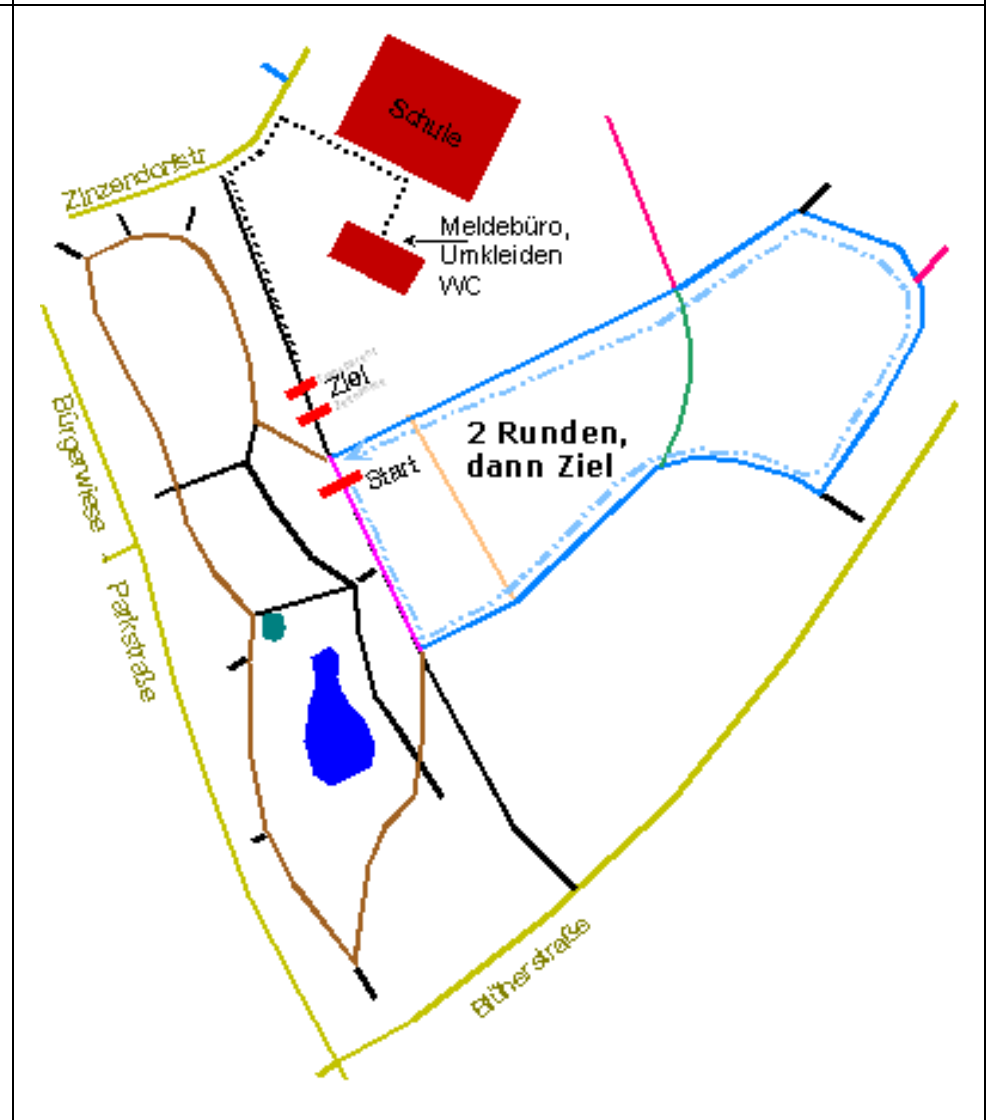 Schule
Zinzendorfstr
Meldebüro,
Umkleiden
WC
Ziel
Start
2 Runden,
dann Ziel
Bürgerwiese
Parkstraße
Blüherstraße